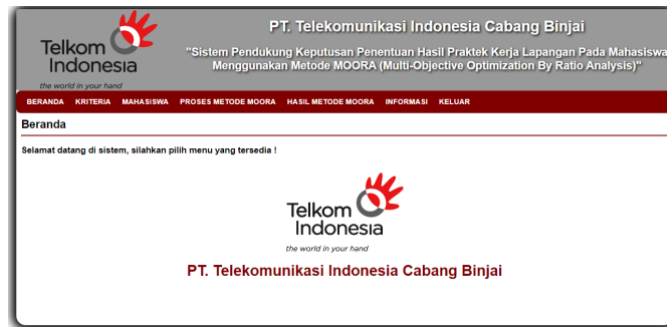 Telkom
Indonesia
the world in your hand
PT. Telekomunikasi Indonesia Cabang Binjai
"Sistem Pendukung Keputusan Penentuan Hasil Praktek Kerja Lapangan Pada Mahasiswa
Menggunakan Metode MOORA (Multi-Objective Optimization By Ratio Analysis)"
BERANDA KRITERIA MAHASISWA PROSES METODE MOORA HASIL METODE MOORA INFORMASI KELUAR
Beranda
Selamat datang di sistem, silahkan pilih menu yang tersedia !
Telkom
Indonesia
the world in your hand
PT. Telekomunikasi Indonesia Cabang Binjai